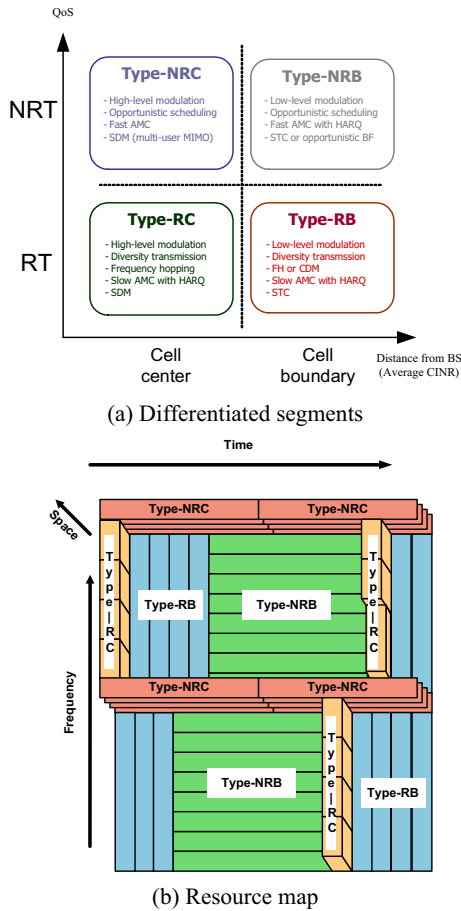 QoS
NRT
Type-NRC
- High-level modulation
- Opportunistic scheduling
- Fast AMC
- SDM (multi-user MIMO)
Type-NRB
- Low-level modulation
- Opportunistic scheduling
- Fast AMC with HARQ
- STC or opportunistic BF
RT
Type-RC
- High-level modulation
- Diversity transmission
- Frequency hopping
- Slow AMC with HARQ
- SDM
Type-RB
- Low-level modulation
- Diversity transmssion
- FH or CDM
- Slow AMC with HARQ
- STC
Cell
center
Cell
boundary
Distance from BS
(Average CINR)
(a) Differentiated segments
Time
Space
Frequency
Type-NRC
Type-NRC
Type|RC
Type-RB
Type-NRB
Type|RC
Type-NRC
Type-NRC
Type-NRB
Type|RC
Type-RB
(b) Resource map